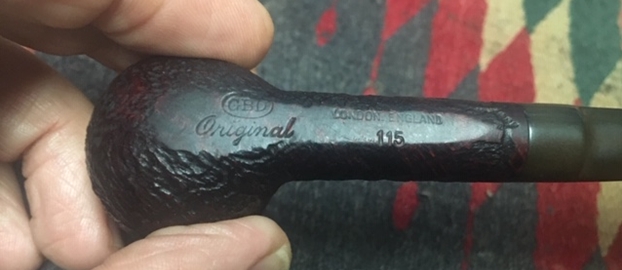 GBD
Original
LONDON, ENGLAND
115